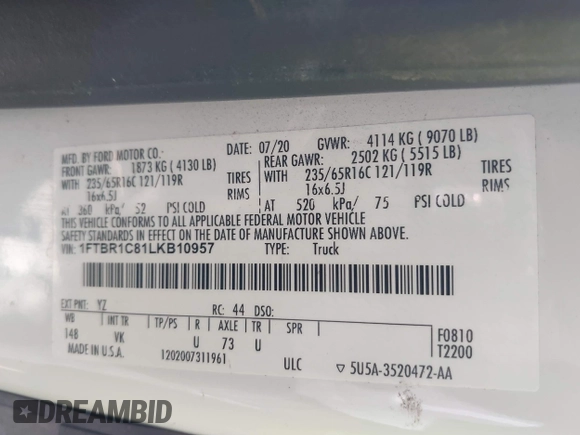 MFD. BY FORD MOTOR CO.: DATE: 07/20 GVWR: 4114 KG ( 9070 LB)
FRONT GAWR: 1873 KG ( 4130 LB) REAR GAWR: 2502 KG ( 5515 LB)
WITH 235/65R16C 121/119R TIRES WITH 235/65R16C 121/119R TIRES
16x6.5J RIMS 16x6.5J RIMS
AT 360 kPa/ 52 PSI COLD AT 520 kPa/ 75 PSI COLD
THIS VEHICLE CONFORMS TO ALL APPLICABLE FEDERAL MOTOR VEHICLE
SAFETY STANDARDS IN EFFECT ON THE DATE OF MANUFACTURE SHOWN ABOVE.
VIN: 1FTBR1C81LKB10957 TYPE: Truck
EXT PNT: YZ RC: 44 DSO:
WB INT TR TP/PS R AXLE TR SPR
148 VK U 73 U F0810
T2200
MADE IN U.S.A. 1202007311961 ULC ▽ 5U5A-3520472-AA
DREAMBID